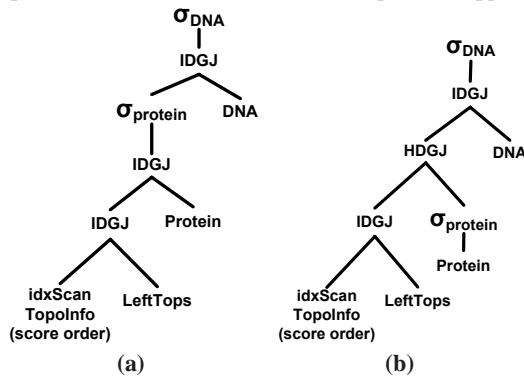 σDNA
IDGJ
σprotein
DNA
IDGJ
IDGJ
Protein
idxScan
TopoInfo
(score order)
LeftTops
(a)
σDNA
IDGJ
HDGJ
DNA
IDGJ
σprotein
Protein
idxScan
TopoInfo
(score order)
LeftTops
(b)